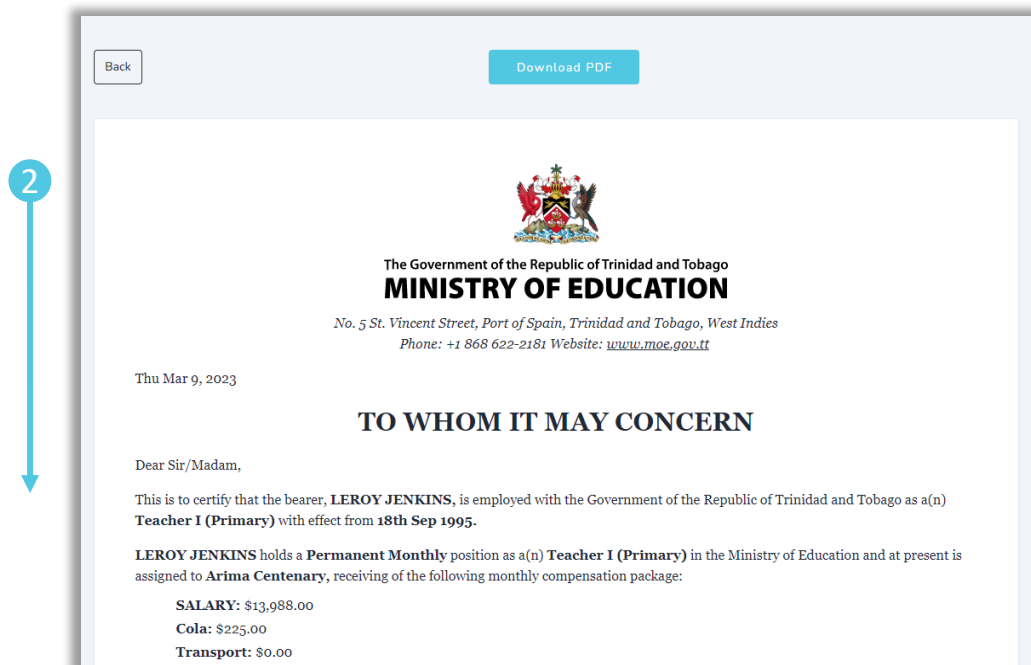 Back
Download PDF
2
The Government of the Republic of Trinidad and Tobago
MINISTRY OF EDUCATION
No. 5 St. Vincent Street, Port of Spain, Trinidad and Tobago, West Indies
Phone: +1 868 622-2181 Website: www.moe.gov.tt
Thu Mar 9, 2023
TO WHOM IT MAY CONCERN
Dear Sir/Madam,
This is to certify that the bearer, LEROY JENKINS, is employed with the Government of the Republic of Trinidad and Tobago as a(n)
Teacher I (Primary) with effect from 18th Sep 1995.
LEROY JENKINS holds a Permanent Monthly position as a(n) Teacher I (Primary) in the Ministry of Education and at present is
assigned to Arima Centenary, receiving of the following monthly compensation package:
SALARY: $13,988.00
Cola: $225.00
Transport: $0.00